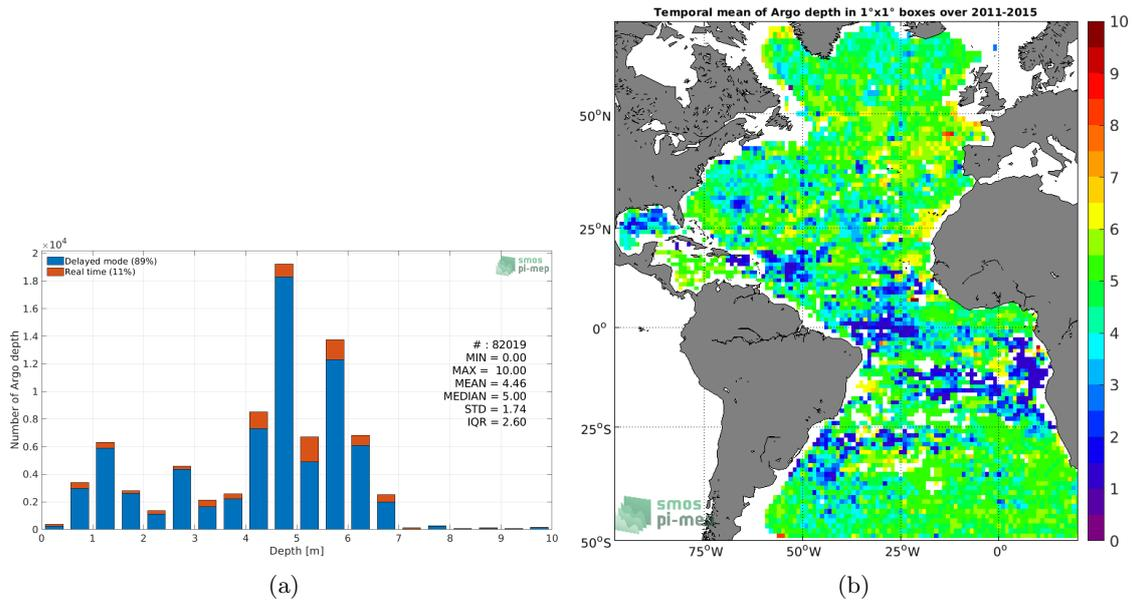 ×10⁴
2
1.8
1.6
1.4
1.2
1
0.8
0.6
0.4
0.2
0
Number of Argo depth
Delayed mode (89%)
Real time (11%)
smos
pi-mep
# : 82019
MIN = 0.00
MAX = 10.00
MEAN = 4.46
MEDIAN = 5.00
STD = 1.74
IQR = 2.60
0 1 2 3 4 5 6 7 8 9 10
Depth [m]
(a)
Temporal mean of Argo depth in 1°x1° boxes over 2011-2015
50°N
25°N
0°
25°S
50°S
75°W 50°W 25°W 0°
smos
pi-mep
10
9
8
7
6
5
4
3
2
1
0
(b)